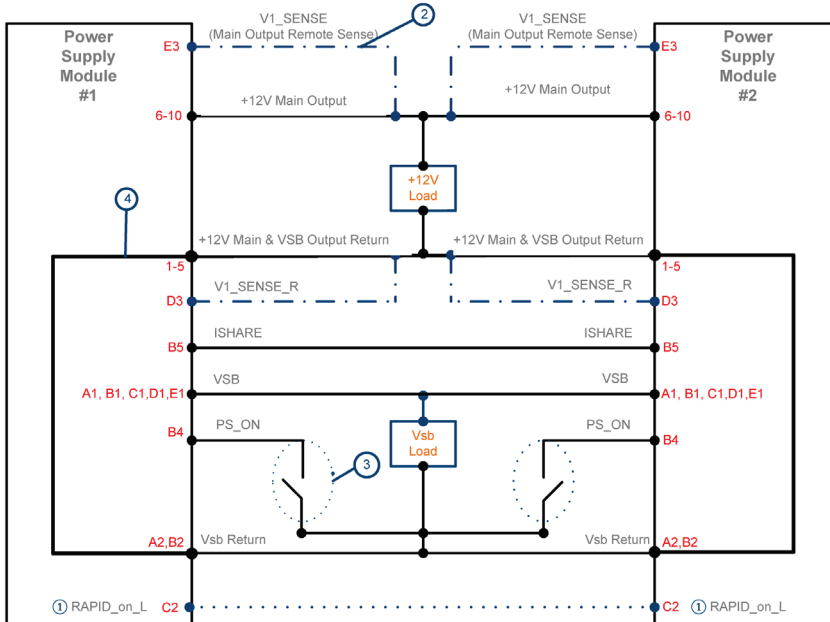 V1_SENSE
(Main Output Remote Sense)
2
V1_SENSE
(Main Output Remote Sense)
Power
Supply
Module
#1
E3
E3
Power
Supply
Module
#2
+12V Main Output
+12V Main Output
6-10
6-10
+12V
Load
4
+12V Main & VSB Output Return
+12V Main & VSB Output Return
1-5
1-5
V1_SENSE_R
V1_SENSE_R
D3
D3
ISHARE
ISHARE
B5
B5
VSB
VSB
A1, B1, C1,D1,E1
A1, B1, C1,D1,E1
PS_ON
PS_ON
B4
B4
Vsb
Load
3
Vsb Return
Vsb Return
A2,B2
A2,B2
1 RAPID_on_L C2
C2 1 RAPID_on_L